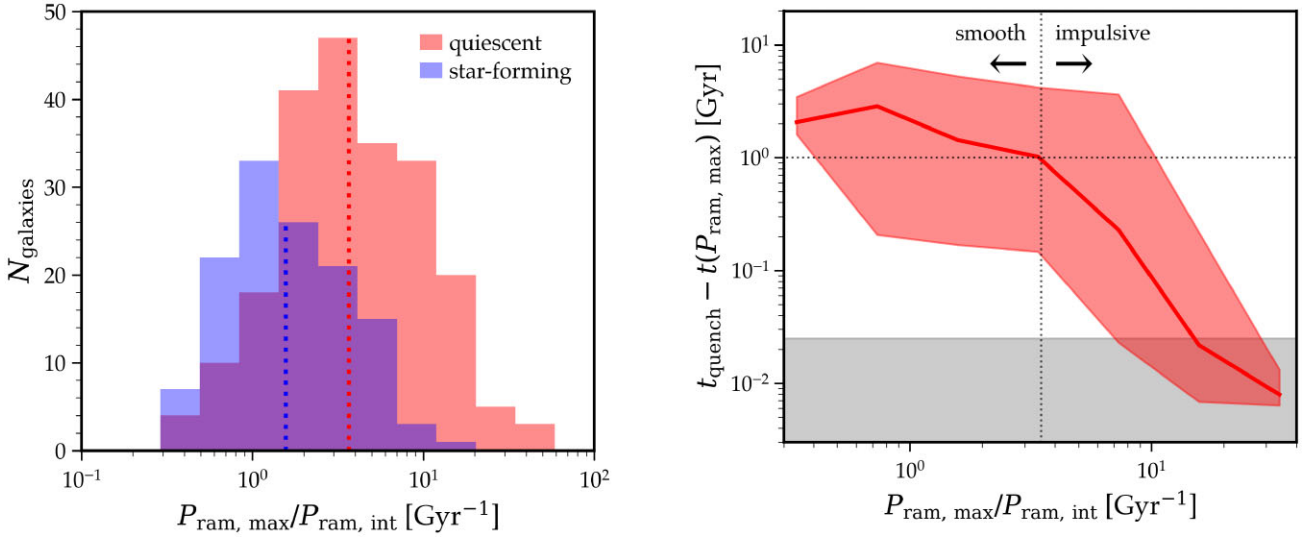 50
40
30
20
10
0
N_galaxies
quiescent
star-forming
10^-1
10^0
10^1
10^2
P_ram, max/P_ram, int [Gyr^-1]
smooth
impulsive
10^1
10^0
10^-1
10^-2
t_quench − t(P_ram, max) [Gyr]
10^0
10^1
P_ram, max/P_ram, int [Gyr^-1]